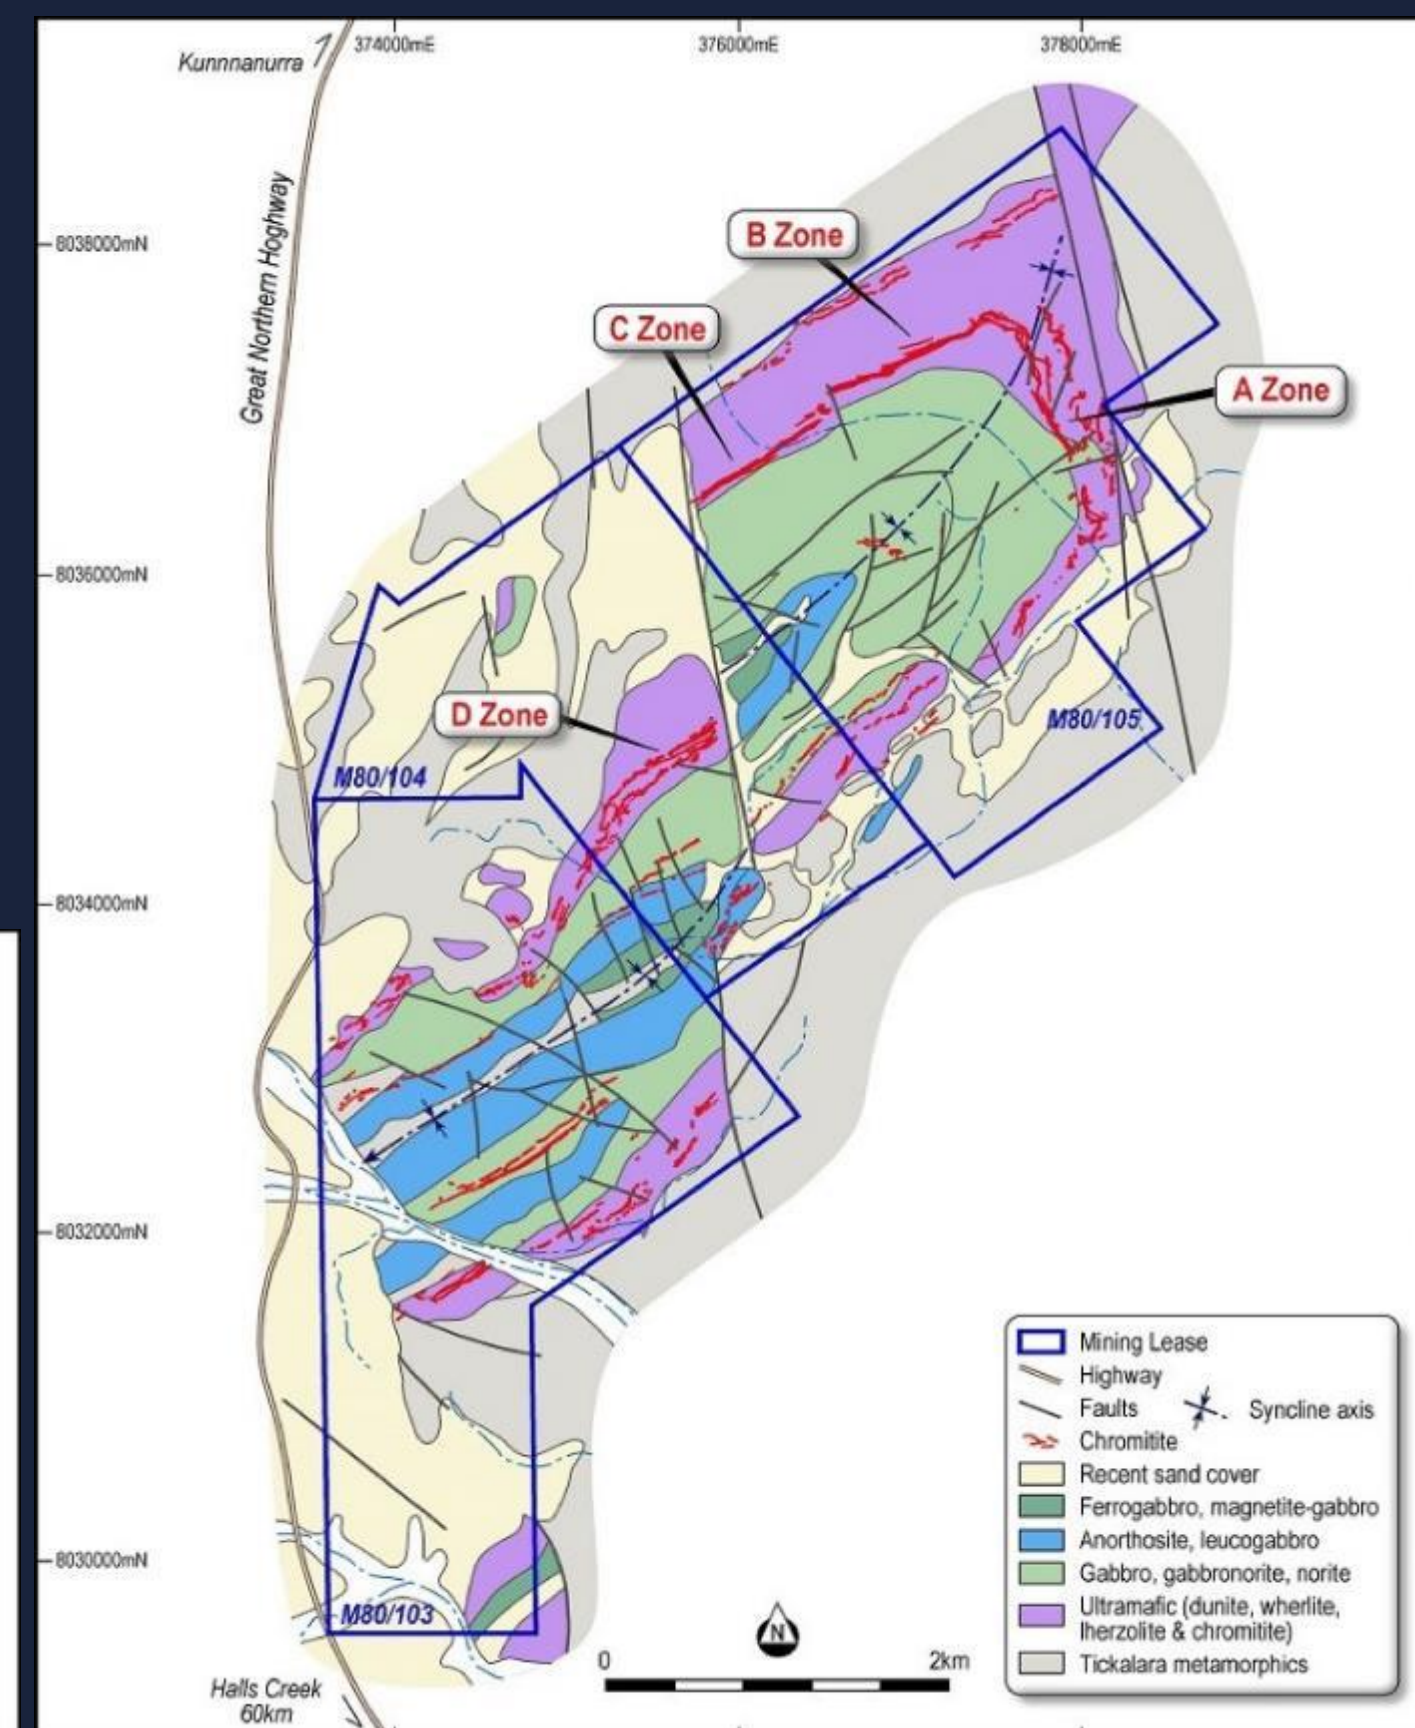 374000mE
376000mE
378000mE
Kunnnanurra
Great Northern Hoghway
8038000mN
B Zone
C Zone
A Zone
8036000mN
D Zone
M80/105
M80/104
8034000mN
8032000mN
8030000mN
M80/103
Halls Creek
60km
N
0
2km
Mining Lease
Highway
Faults
Syncline axis
Chromitite
Recent sand cover
Ferrogabbro, magnetite-gabbro
Anorthosite, leucogabbro
Gabbro, gabbronorite, norite
Ultramafic (dunite, wherlite,
lherzolite & chromitite)
Tickalara metamorphics